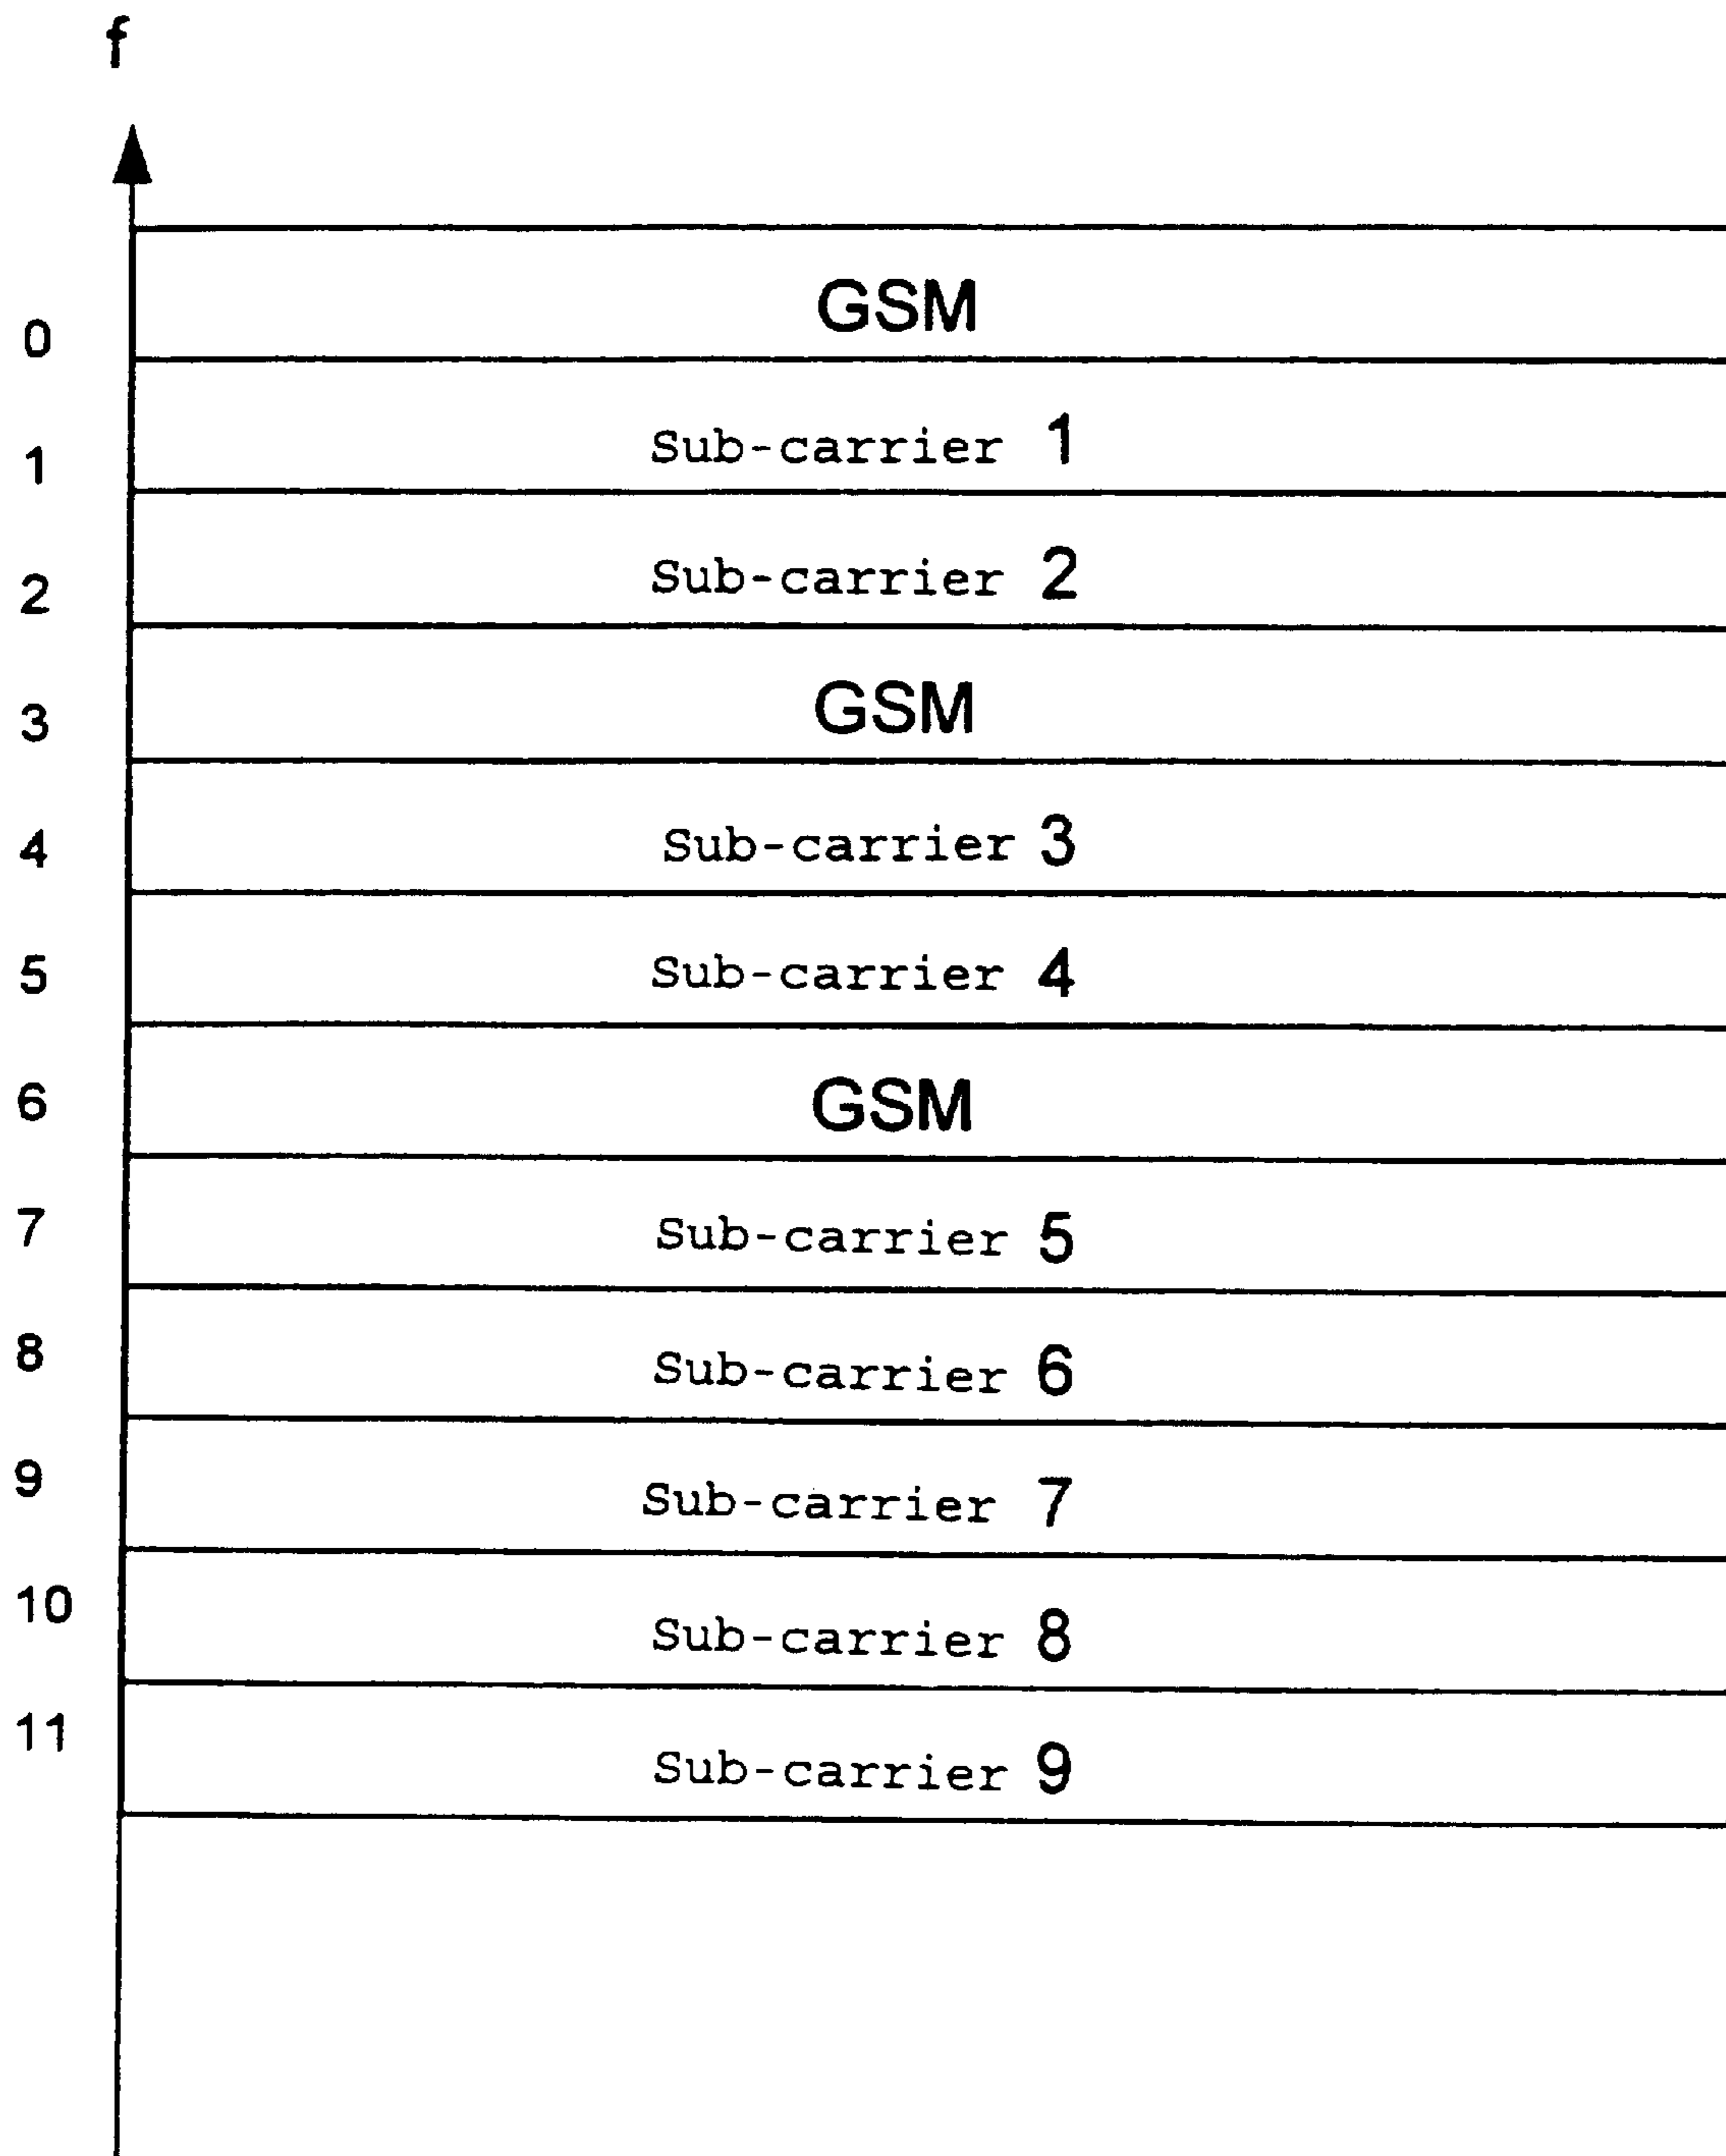 f
0 GSM
1 Sub-carrier 1
2 Sub-carrier 2
3 GSM
4 Sub-carrier 3
5 Sub-carrier 4
6 GSM
7 Sub-carrier 5
8 Sub-carrier 6
9 Sub-carrier 7
10 Sub-carrier 8
11 Sub-carrier 9